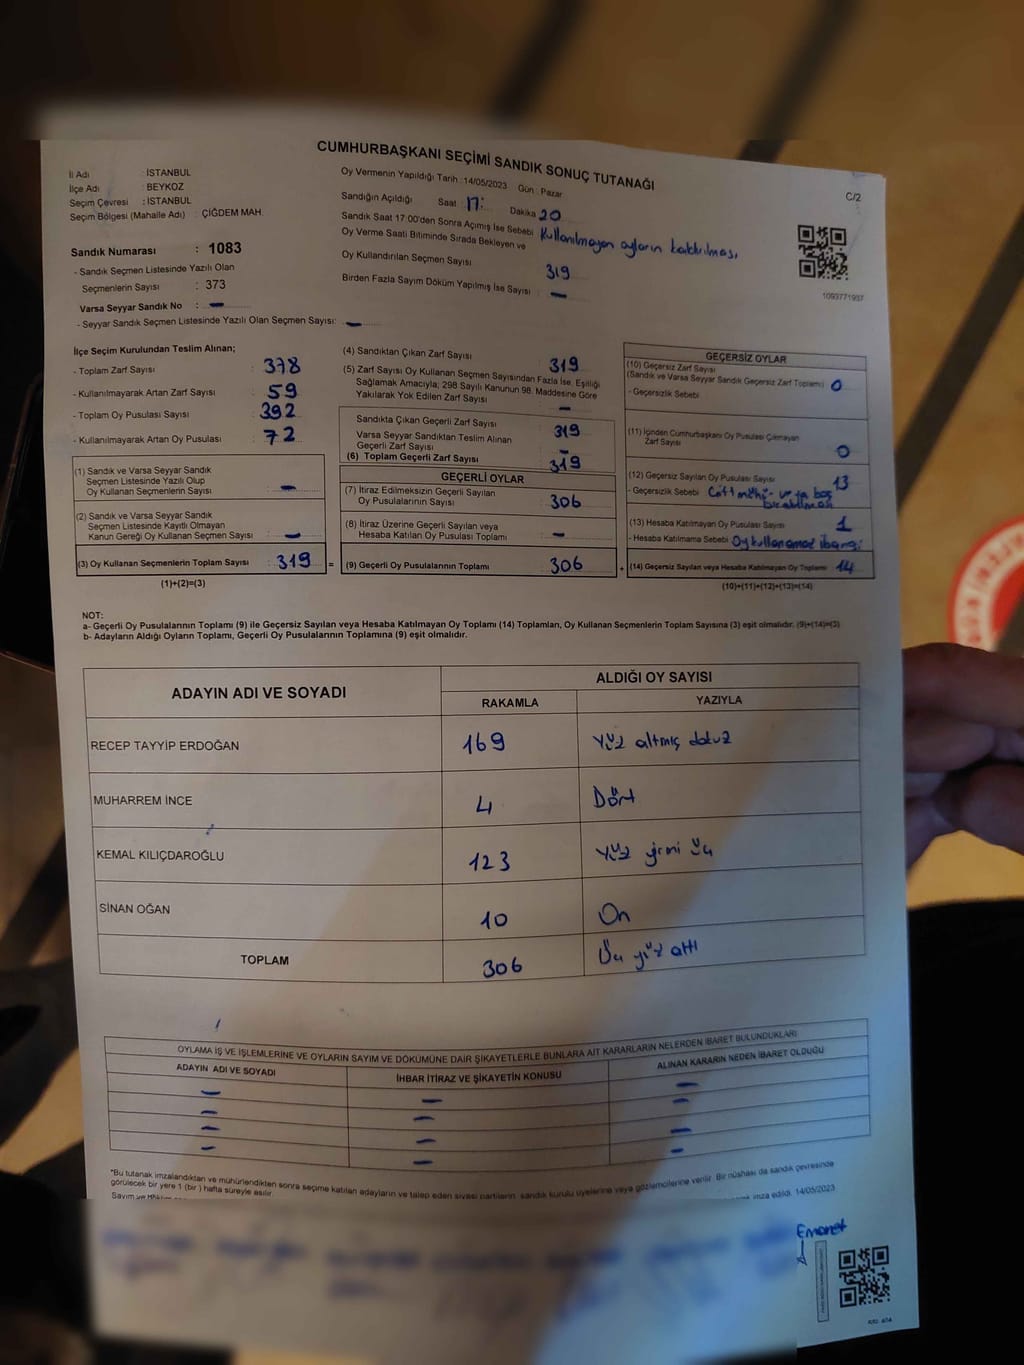 CUMHURBAŞKANI SEÇİMİ SANDIK SONUÇ TUTANAĞI
C/2
İl Adı : İSTANBUL
İlçe Adı : BEYKOZ
Seçim Çevresi : İSTANBUL
Seçim Bölgesi (Mahalle Adı) : ÇİĞDEM MAH.
Sandık Numarası : 1083
- Sandık Seçmen Listesinde Yazılı Olan
Seçmenlerin Sayısı : 373
Varsa Seyyar Sandık No : –
- Seyyar Sandık Seçmen Listesinde Yazılı Olan Seçmen Sayısı: –
Oy Vermenin Yapıldığı Tarih : 14/05/2023 Gün : Pazar
Sandığın Açıldığı Saat 17: Dakika 20
Sandık Saat 17:00'den Sonra Açmış İse Sebebi Kullanılmayan oyların kaldırılması
Oy Verme Saati Bitiminde Sırada Bekleyen ve
Oy Kullandırılan Seçmen Sayısı 319
Birden Fazla Sayım Döküm Yapılmış İse Sayısı : –
1093771937
İlçe Seçim Kurulundan Teslim Alınan;
- Toplam Zarf Sayısı : 378
- Kullanılmayarak Artan Zarf Sayısı : 59
- Toplam Oy Pusulası Sayısı : 392
- Kullanılmayarak Artan Oy Pusulası : 72
(1) Sandık ve Varsa Seyyar Sandık
Seçmen Listesinde Yazılı Olup
Oy Kullanan Seçmenlerin Sayısı : –
(2) Sandık ve Varsa Seyyar Sandık
Seçmen Listesinde Kayıtlı Olmayan
Kanun Gereği Oy Kullanan Seçmen Sayısı : –
(3) Oy Kullanan Seçmenlerin Toplam Sayısı : 319 =
(1)+(2)=(3)
(4) Sandıktan Çıkan Zarf Sayısı : 319
(5) Zarf Sayısı Oy Kullanan Seçmen Sayısından Fazla İse, Eşitliği
Sağlamak Amacıyla; 298 Sayılı Kanunun 98. Maddesine Göre
Yakılarak Yok Edilen Zarf Sayısı : –
Sandıkta Çıkan Geçerli Zarf Sayısı : 319
Varsa Seyyar Sandıktan Teslim Alınan
Geçerli Zarf Sayısı : –
(6) Toplam Geçerli Zarf Sayısı : 319
GEÇERLİ OYLAR
(7) İtiraz Edilmeksizin Geçerli Sayılan
Oy Pusulalarının Sayısı : 306
(8) İtiraz Üzerine Geçerli Sayılan veya
Hesaba Katılan Oy Pusulası Toplamı : –
(9) Geçerli Oy Pusulalarının Toplamı : 306 +
GEÇERSİZ OYLAR
(10) Geçersiz Zarf Sayısı
(Sandık ve Varsa Seyyar Sandık Geçersiz Zarf Toplamı) : 0
- Geçersizlik Sebebi
(11) İçinden Cumhurbaşkanı Oy Pusulası Çıkmayan
Zarf Sayısı : 0
(12) Geçersiz Sayılan Oy Pusulası Sayısı : 13
- Geçersizlik Sebebi Çift mühür veya boş
bırakılması
(13) Hesaba Katılmayan Oy Pusulası Sayısı : 1
- Hesaba Katılmama Sebebi Oy kullanamaz ibaresi
(14) Geçersiz Sayılan veya Hesaba Katılmayan Oy Toplamı : 14
(10)+(11)+(12)+(13)=(14)
NOT:
a- Geçerli Oy Pusulalarının Toplamı (9) ile Geçersiz Sayılan veya Hesaba Katılmayan Oy Toplamı (14) Toplamları, Oy Kullanan Seçmenlerin Toplam Sayısına (3) eşit olmalıdır. (9)+(14)=(3)
b- Adayların Aldığı Oyların Toplamı, Geçerli Oy Pusulalarının Toplamına (9) eşit olmalıdır.
ADAYIN ADI VE SOYADI ALDIĞI OY SAYISI
RAKAMLA YAZIYLA
RECEP TAYYİP ERDOĞAN 169 Yüz altmış dokuz
MUHARREM İNCE 4 Dört
KEMAL KILIÇDAROĞLU 123 Yüz yirmi üç
SİNAN OĞAN 10 On
TOPLAM 306 Üç yüz altı
OYLAMA İŞ VE İŞLEMLERİNE VE OYLARIN SAYIM VE DÖKÜMÜNE DAİR ŞİKAYETLERLE BUNLARA AİT KARARLARIN NELERDEN İBARET BULUNDUKLARI
ADAYIN ADI VE SOYADI İHBAR İTİRAZ VE ŞİKAYETİN KONUSU ALINAN KARARIN NEDEN İBARET OLDUĞU
– – –
– – –
– – –
– – –
"Bu tutanak imzalandıktan ve mühürlendikten sonra seçime katılan adayların ve talep eden siyasi partilerin, sandık kurulu üyelerine veya gözlemcilerine verilir. Bir nüshası da sandık çevresinde
görülecek bir yere 1 (bir) hafta süreyle asılır.
Sayım ve imza edildi. 14/05/2023
Emanet